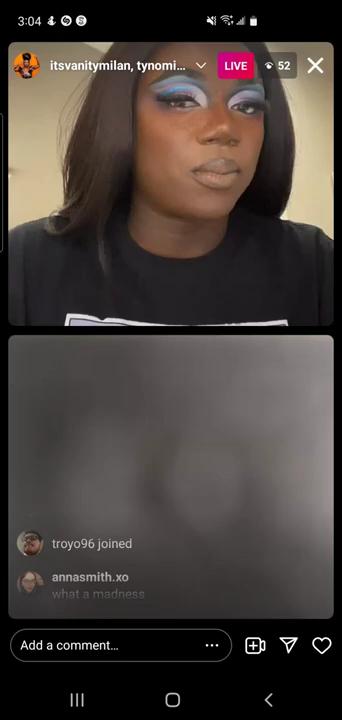 3:04
itsvanitymilan, tynomi...
LIVE
52
troyo96 joined
annasmith.xo
what a madness
Add a comment...